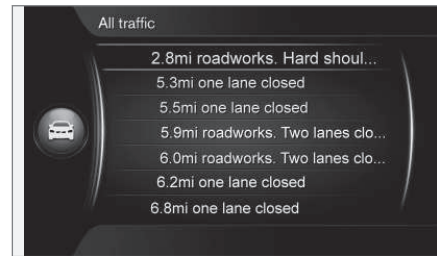 All traffic
2.8mi roadworks. Hard shoul...
5.3mi one lane closed
5.5mi one lane closed
5.9mi roadworks. Two lanes clo...
6.0mi roadworks. Two lanes clo...
6.2mi one lane closed
6.8mi one lane closed